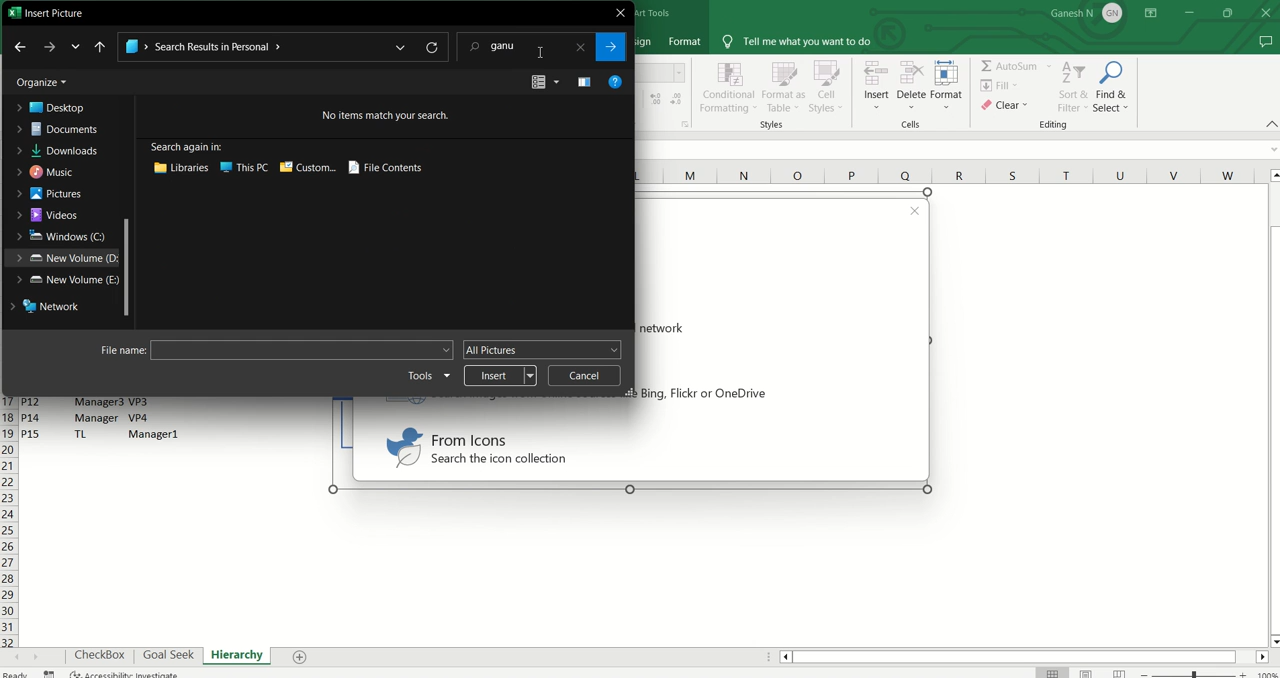 Insert Picture
Art Tools
Ganesh N GN
Search Results in Personal
ganu
sign Format Tell me what you want to do
Organize
Desktop
Documents
Downloads
Music
Pictures
Videos
Windows (C:)
New Volume (D:
New Volume (E:)
Network
No items match your search.
Search again in:
Libraries This PC Custom... File Contents
File name: All Pictures
Tools Insert Cancel
Conditional Formatting
Format as Table
Cell Styles
Styles
Insert Delete Format
Cells
AutoSum
Fill
Clear
Sort & Filter
Find & Select
Editing
L M N O P Q R S T U V W
network
Bing, Flickr or OneDrive
From Icons
Search the icon collection
17 P12 Manager3 VP3
18 P14 Manager VP4
19 P15 TL Manager1
20
21
22
23
24
25
26
27
28
29
30
31
32
CheckBox Goal Seek Hierarchy
Ready Accessibility: Investigate 100%